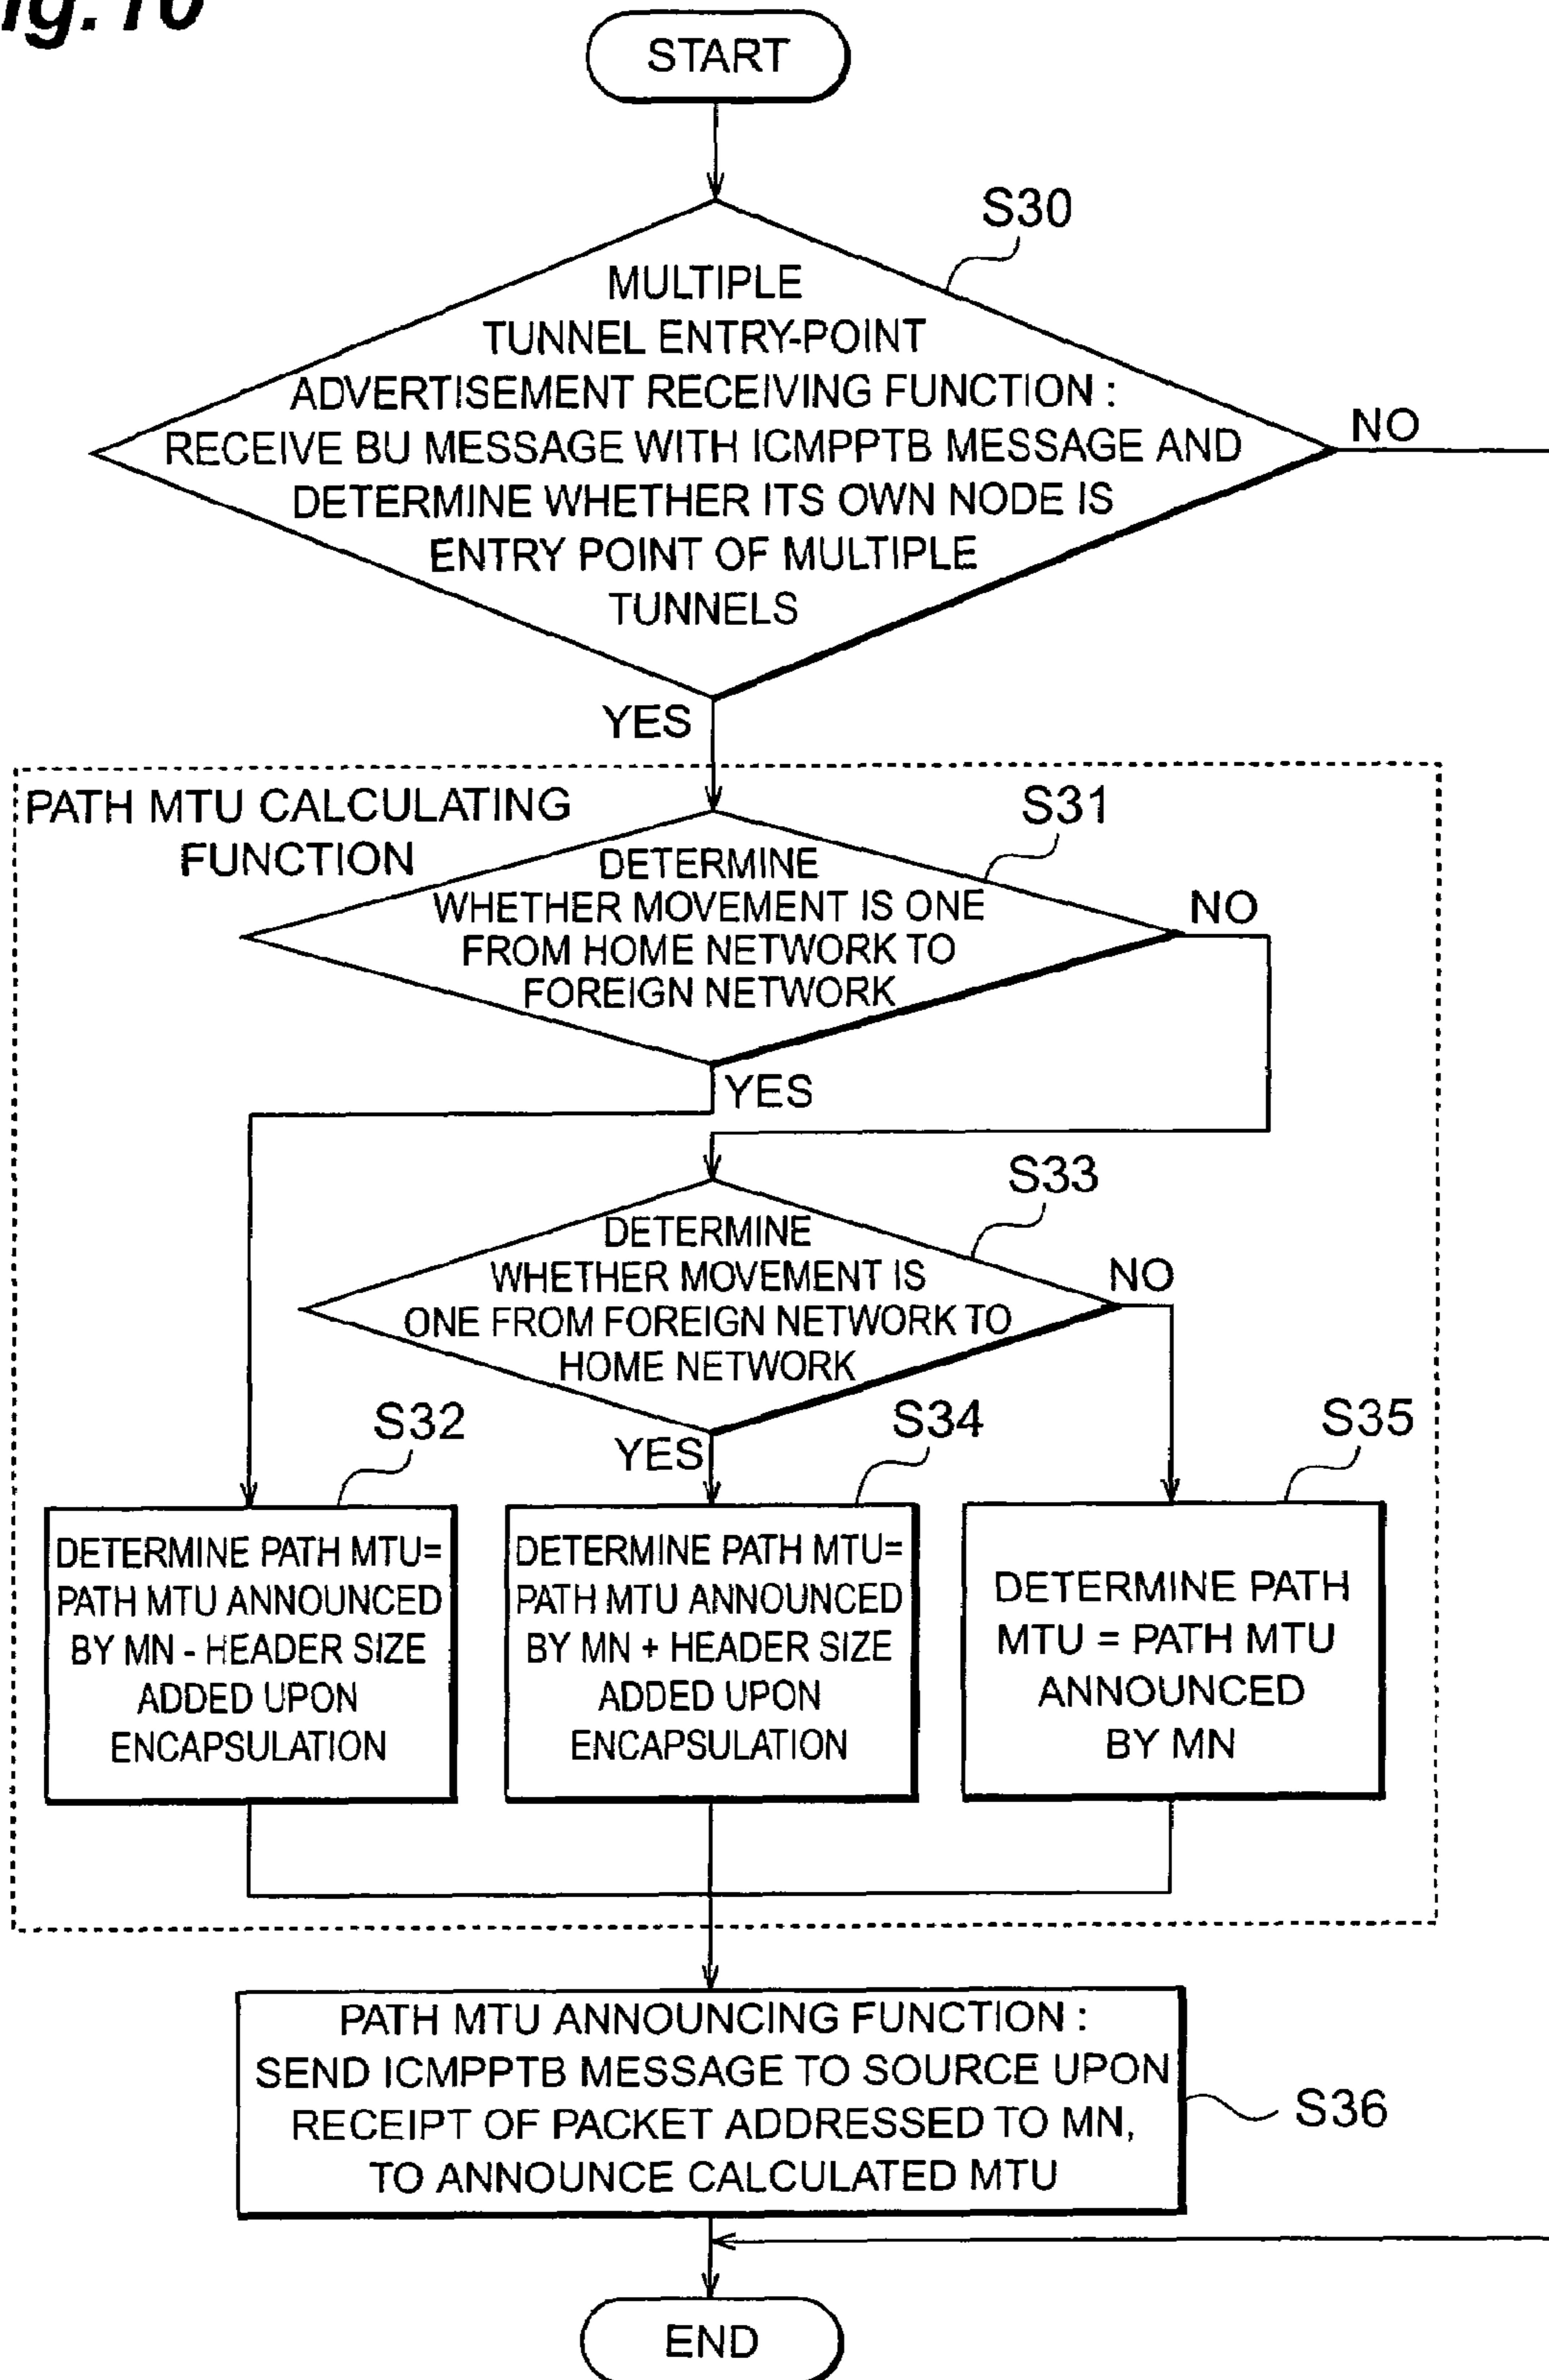 ig. 10
START
S30
MULTIPLE
TUNNEL ENTRY-POINT
ADVERTISEMENT RECEIVING FUNCTION :
RECEIVE BU MESSAGE WITH ICMPPTB MESSAGE AND
DETERMINE WHETHER ITS OWN NODE IS
ENTRY POINT OF MULTIPLE
TUNNELS
NO
YES
PATH MTU CALCULATING
FUNCTION
S31
DETERMINE
WHETHER MOVEMENT IS ONE
FROM HOME NETWORK TO
FOREIGN NETWORK
NO
YES
S33
DETERMINE
WHETHER MOVEMENT IS
ONE FROM FOREIGN NETWORK TO
HOME NETWORK
NO
YES
S32
DETERMINE PATH MTU=
PATH MTU ANNOUNCED
BY MN - HEADER SIZE
ADDED UPON
ENCAPSULATION
S34
DETERMINE PATH MTU=
PATH MTU ANNOUNCED
BY MN + HEADER SIZE
ADDED UPON
ENCAPSULATION
S35
DETERMINE PATH
MTU = PATH MTU
ANNOUNCED
BY MN
PATH MTU ANNOUNCING FUNCTION :
SEND ICMPPTB MESSAGE TO SOURCE UPON
RECEIPT OF PACKET ADDRESSED TO MN,
TO ANNOUNCE CALCULATED MTU
S36
END